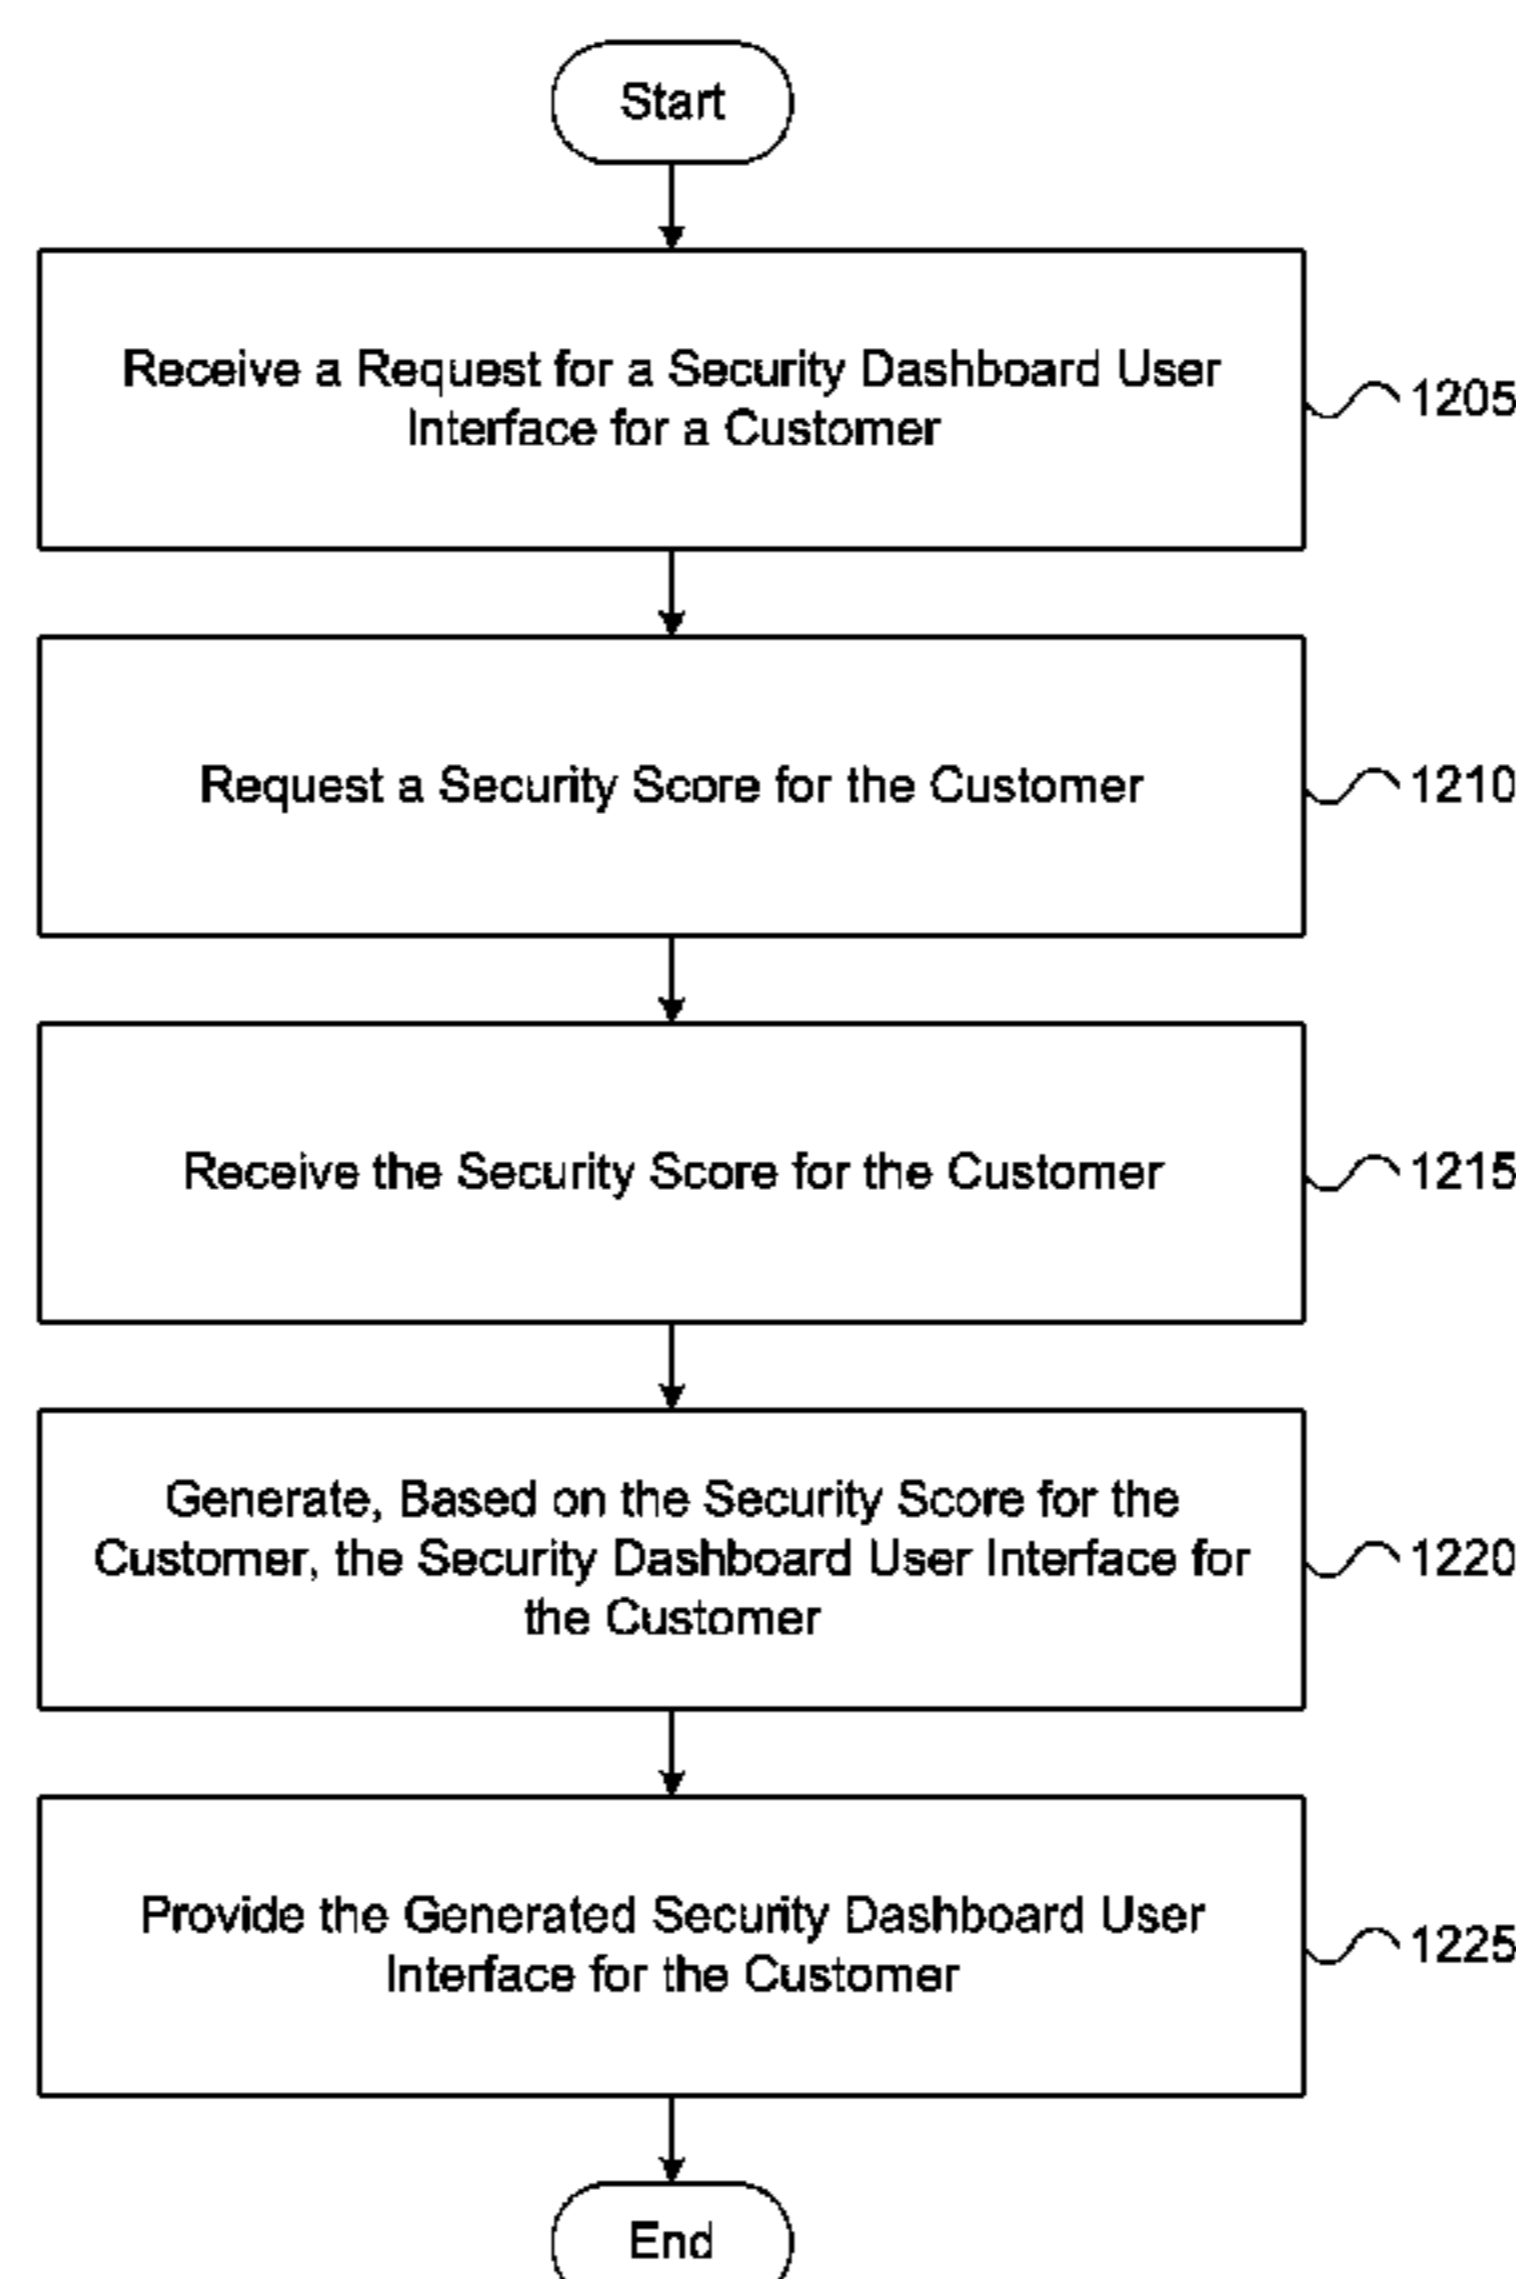 Start
Receive a Request for a Security Dashboard User
Interface for a Customer
1205
Request a Security Score for the Customer
1210
Receive the Security Score for the Customer
1215
Generate, Based on the Security Score for the
Customer, the Security Dashboard User Interface for
the Customer
1220
Provide the Generated Security Dashboard User
Interface for the Customer
1225
End